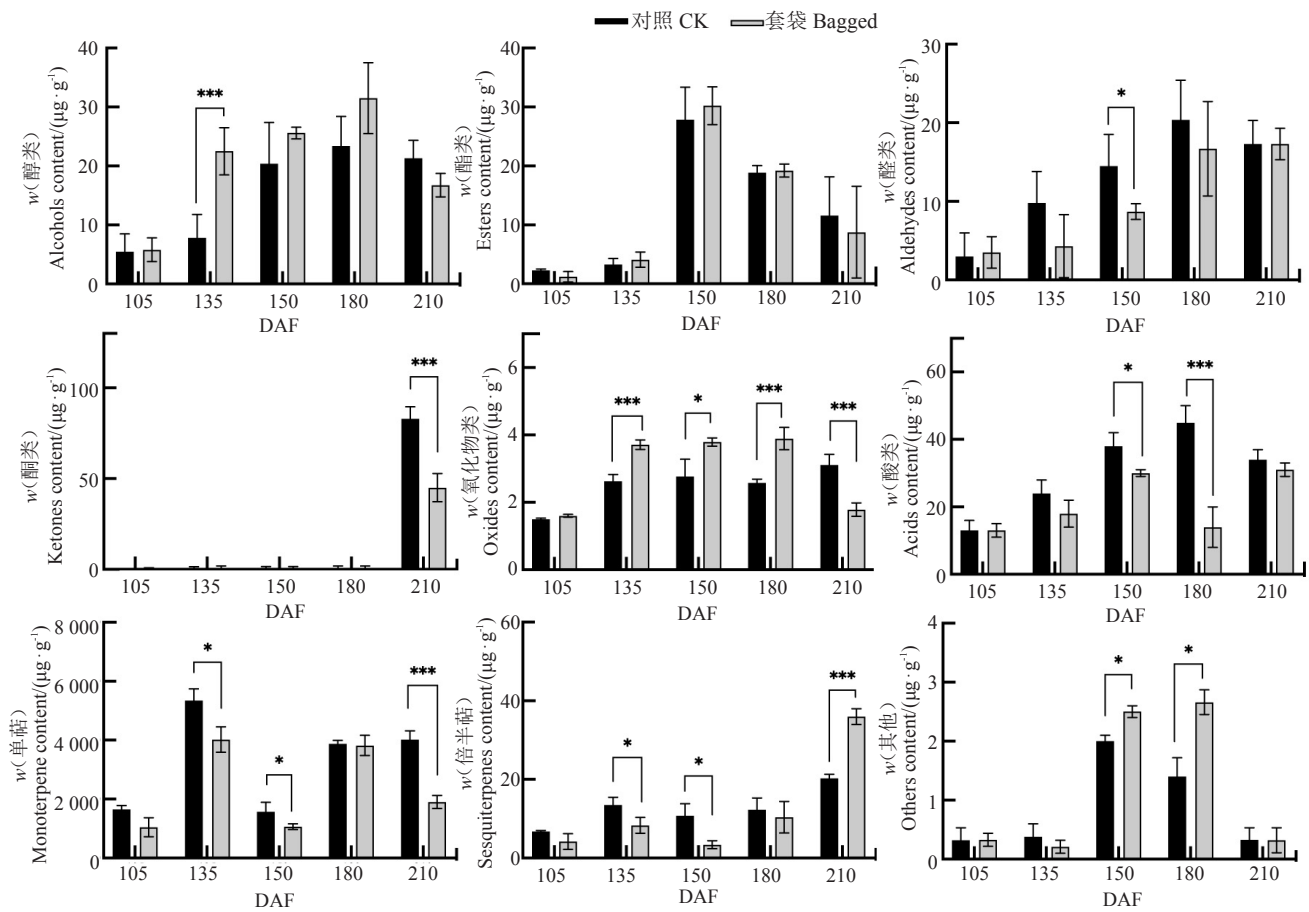 对照 CK 套袋 Bagged
w(醇类)
Alcohols content/(μg·g⁻¹)
40
30
20
10
0
***
105 135 150 180 210
DAF
w(酯类)
Esters content/(μg·g⁻¹)
40
30
20
10
0
105 135 150 180 210
DAF
w(醛类)
Aldehydes content/(μg·g⁻¹)
30
20
10
0
*
105 135 150 180 210
DAF
w(酮类)
Ketones content/(μg·g⁻¹)
100
50
0
***
105 135 150 180 210
DAF
w(氧化物类)
Oxides content/(μg·g⁻¹)
6
4
2
0
*** * *** ***
105 135 150 180 210
DAF
w(酸类)
Acids content/(μg·g⁻¹)
60
40
20
0
* ***
105 135 150 180 210
DAF
w(单萜)
Monoterpene content/(μg·g⁻¹)
8 000
6 000
4 000
2 000
0
* * ***
105 135 150 180 210
DAF
w(倍半萜)
Sesquiterpenes content/(μg·g⁻¹)
60
40
20
0
* * ***
105 135 150 180 210
DAF
w(其他)
Others content/(μg·g⁻¹)
4
3
2
1
0
* *
105 135 150 180 210
DAF